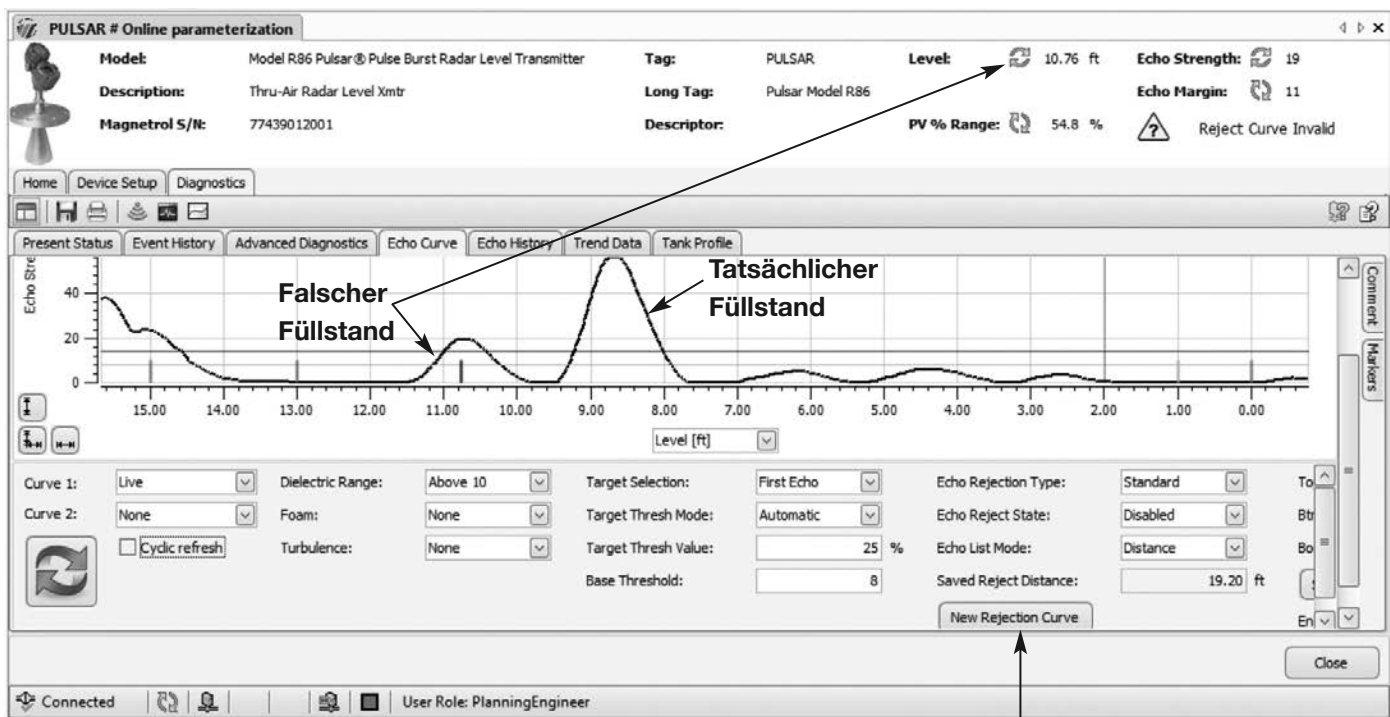 PULSAR # Online parameterization
Model: Model R86 Pulsar® Pulse Burst Radar Level Transmitter Tag: PULSAR Level: 10.76 ft Echo Strength: 19
Description: Thru-Air Radar Level Xmtr Long Tag: Pulsar Model R86 Echo Margin: 11
Magnetrol S/N: 77439012001 Descriptor: PV % Range: 54.8 % Reject Curve Invalid
Home Device Setup Diagnostics
Present Status Event History Advanced Diagnostics Echo Curve Echo History Trend Data Tank Profile
Echo Stre
40
20
0
Falscher
Füllstand
Tatsächlicher
Füllstand
Comment
Markers
15.00 14.00 13.00 12.00 11.00 10.00 9.00 8.00 7.00 6.00 5.00 4.00 3.00 2.00 1.00 0.00
Level [ft]
Curve 1: Live Dielectric Range: Above 10 Target Selection: First Echo Echo Rejection Type: Standard To
Curve 2: None Foam: None Target Thresh Mode: Automatic Echo Reject State: Disabled Btr
Cyclic refresh Turbulence: None Target Thresh Value: 25 % Echo List Mode: Distance Bo
Base Threshold: 8 Saved Reject Distance: 19.20 ft
New Rejection Curve En
Close
Connected User Role: PlanningEngineer